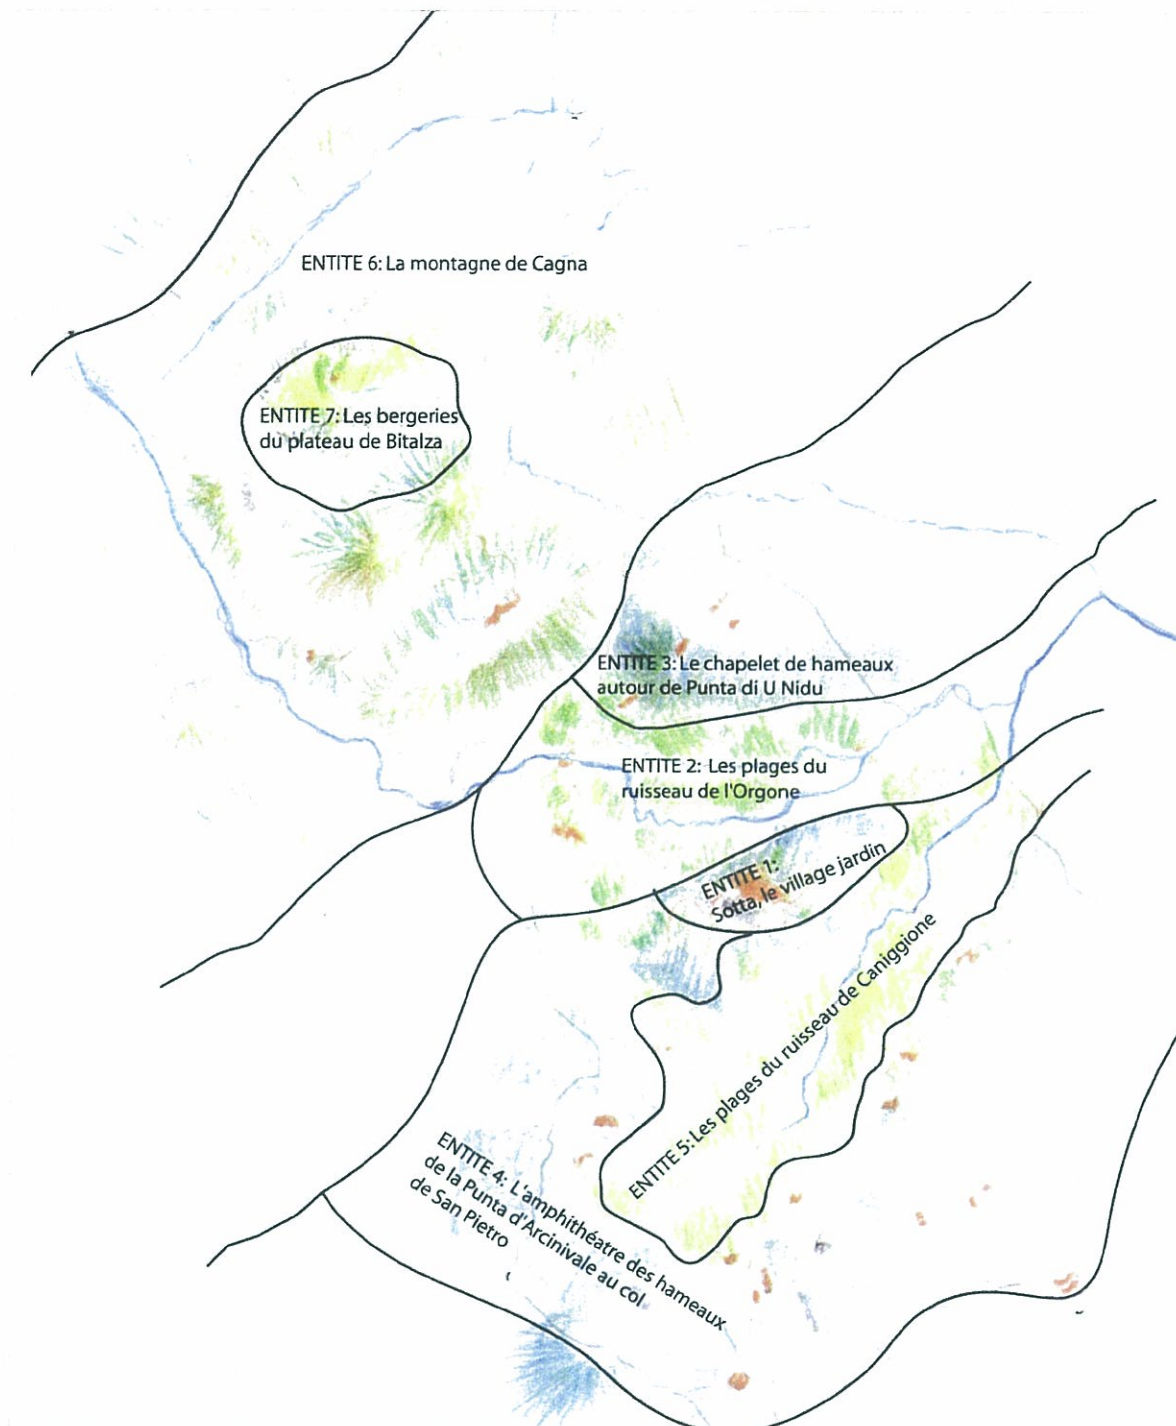 ENTITE 6: La montagne de Cagna
ENTITE 7: Les bergeries
du plateau de Bitalza
ENTITE 3: Le chapelet de hameaux
autour de Punta di U Nidu
ENTITE 2: Les plages du
ruisseau de l'Orgone
ENTITE 1:
Sotta, le village jardin
ENTITE 5: Les plages du ruisseau de Caniggione
ENTITE 4: L'amphithéatre des hameaux
de la Punta d'Arcinivale au col
de San Pietro